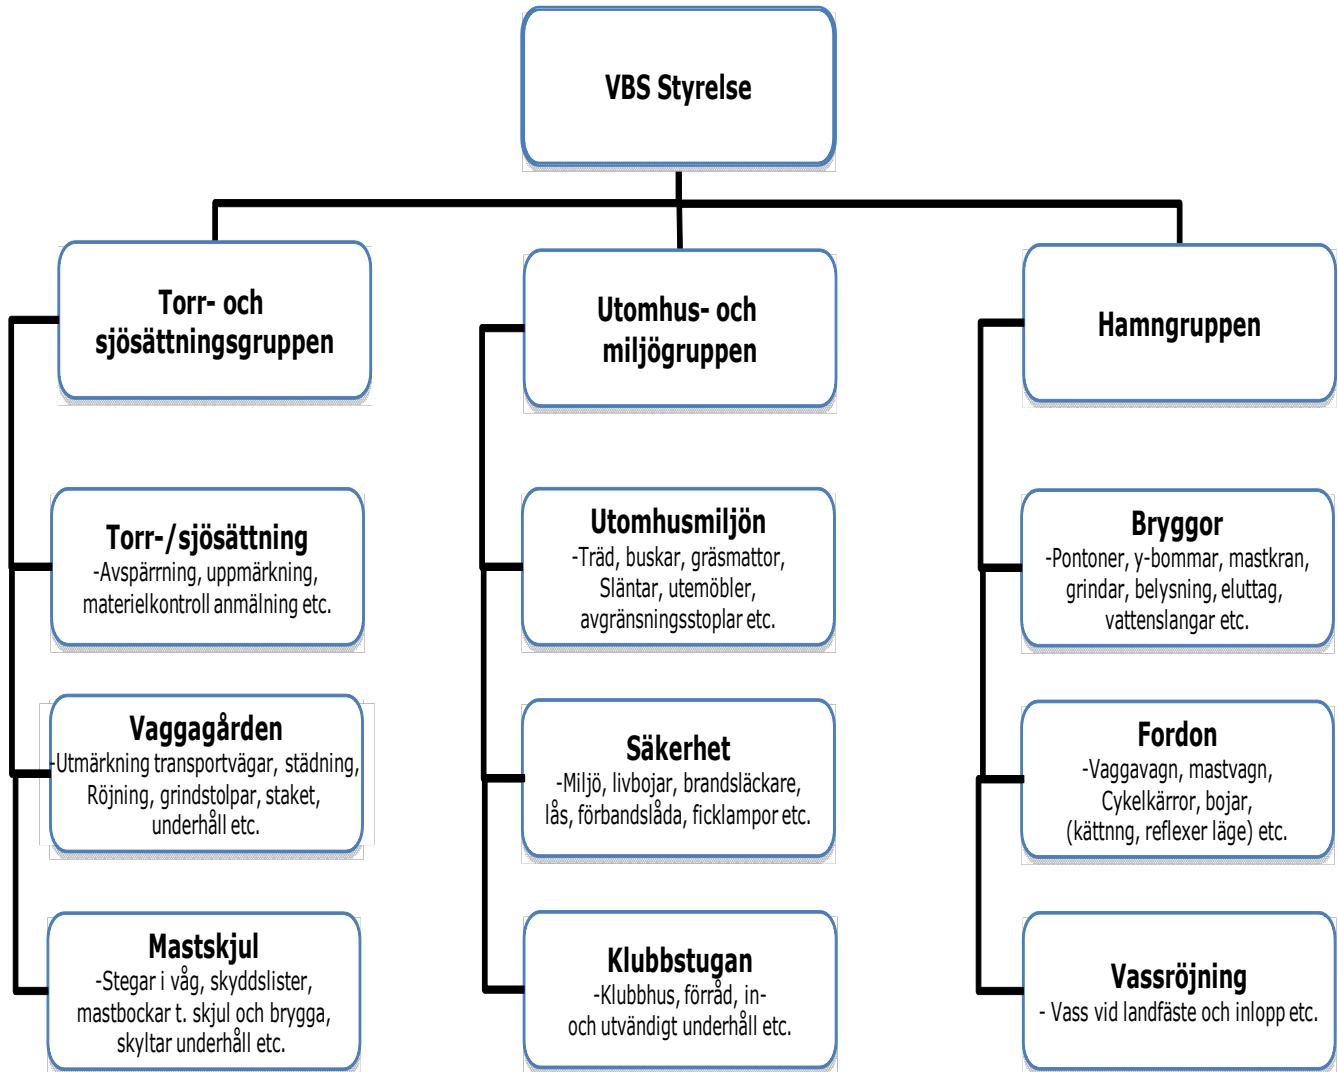 VBS Styrelse
Torr- och
sjösättningsgruppen
Utomhus- och
miljögruppen
Hamngruppen
Torr-/sjösättning
-Avspärrning, uppmärkning,
materielkontroll anmälning etc.
Utomhusmiljön
-Träd, buskar, gräsmattor,
Släntar, utemöbler,
avgränsningsstoplar etc.
Bryggor
-Pontoner, y-bommar, mastkran,
grindar, belysning, eluttag,
vattenslangar etc.
Vaggagården
-Utmärkning transportvägar, städning,
Röjning, grindstolpar, staket,
underhåll etc.
Säkerhet
-Miljö, livbojar, brandsläckare,
lås, förbandslåda, ficklampor etc.
Fordon
-Vaggavagn, mastvagn,
Cykelkärror, bojar,
(kättnng, reflexer läge) etc.
Mastskjul
-Stegar i våg, skyddslister,
mastbockar t. skjul och brygga,
skyltar underhåll etc.
Klubbstugan
-Klubbhus, förråd, in-
och utvändigt underhåll etc.
Vassröjning
- Vass vid landfäste och inlopp etc.